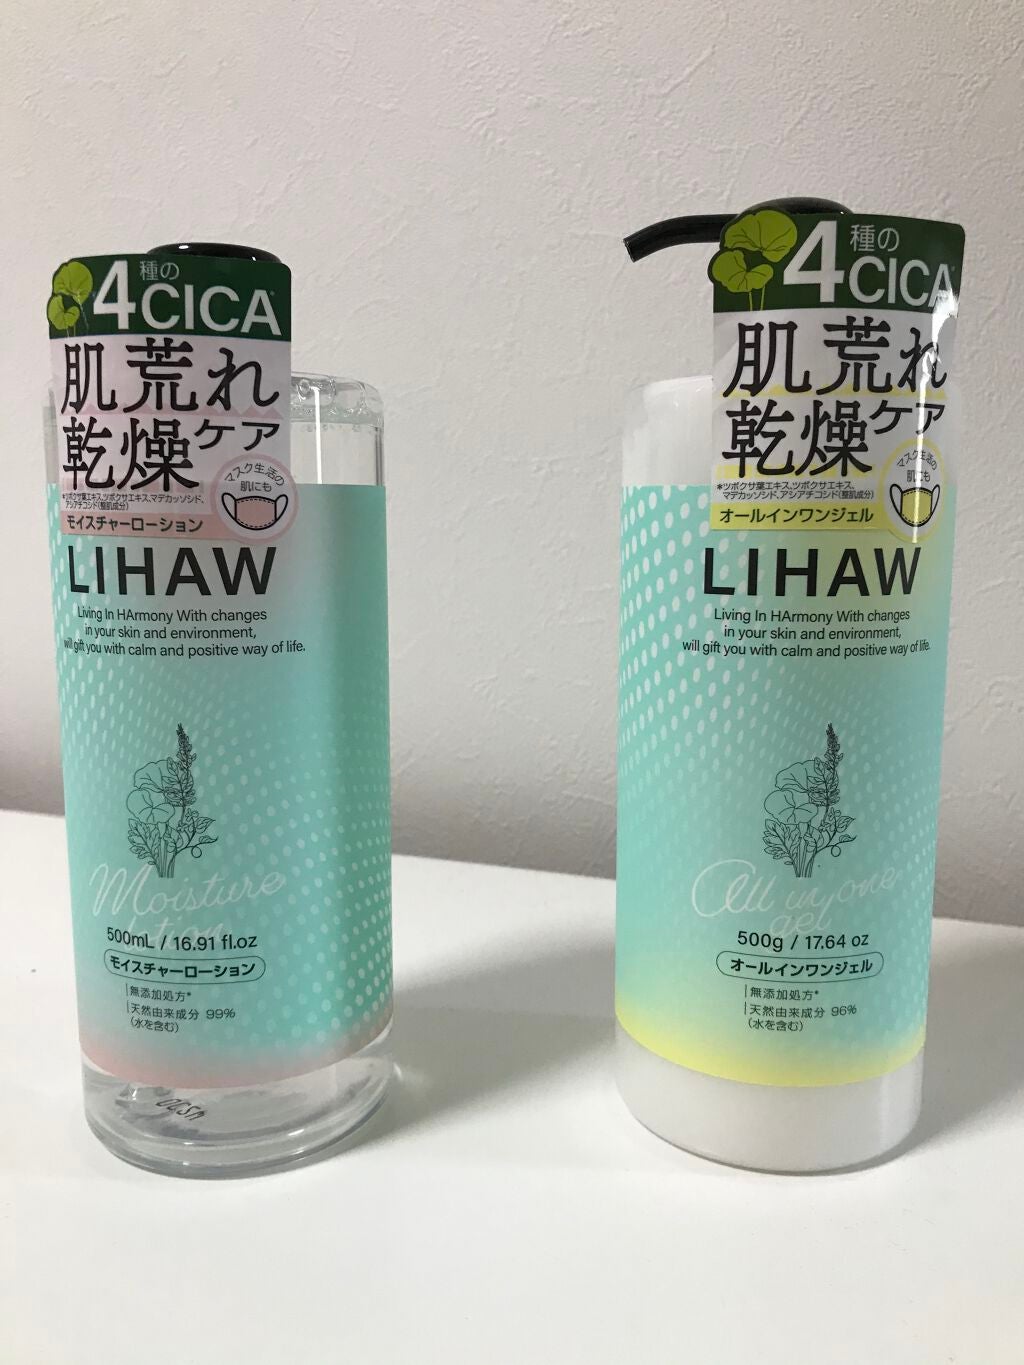 4種のCICA*
肌荒れ
乾燥ケア
マスク生活の
肌にも
*ツボクサ葉エキス、ツボクサエキス、マデカッソシド、
アシアチコシド(整肌成分)
モイスチャーローション
LIHAW
Living In HArmony With changes
in your skin and environment,
will gift you with calm and positive way of life.
Moisture
lotion
500mL / 16.91 fl.oz
モイスチャーローション
無添加処方*
天然由来成分 99%
(水を含む)
4種のCICA*
肌荒れ
乾燥ケア
マスク生活の
肌にも
*ツボクサ葉エキス、ツボクサエキス、
マデカッソシド、アシアチコシド(整肌成分)
オールインワンジェル
LIHAW
Living In HArmony With changes
in your skin and environment,
will gift you with calm and positive way of life.
All in one
gel
500g / 17.64 oz
オールインワンジェル
無添加処方*
天然由来成分 96%
(水を含む)